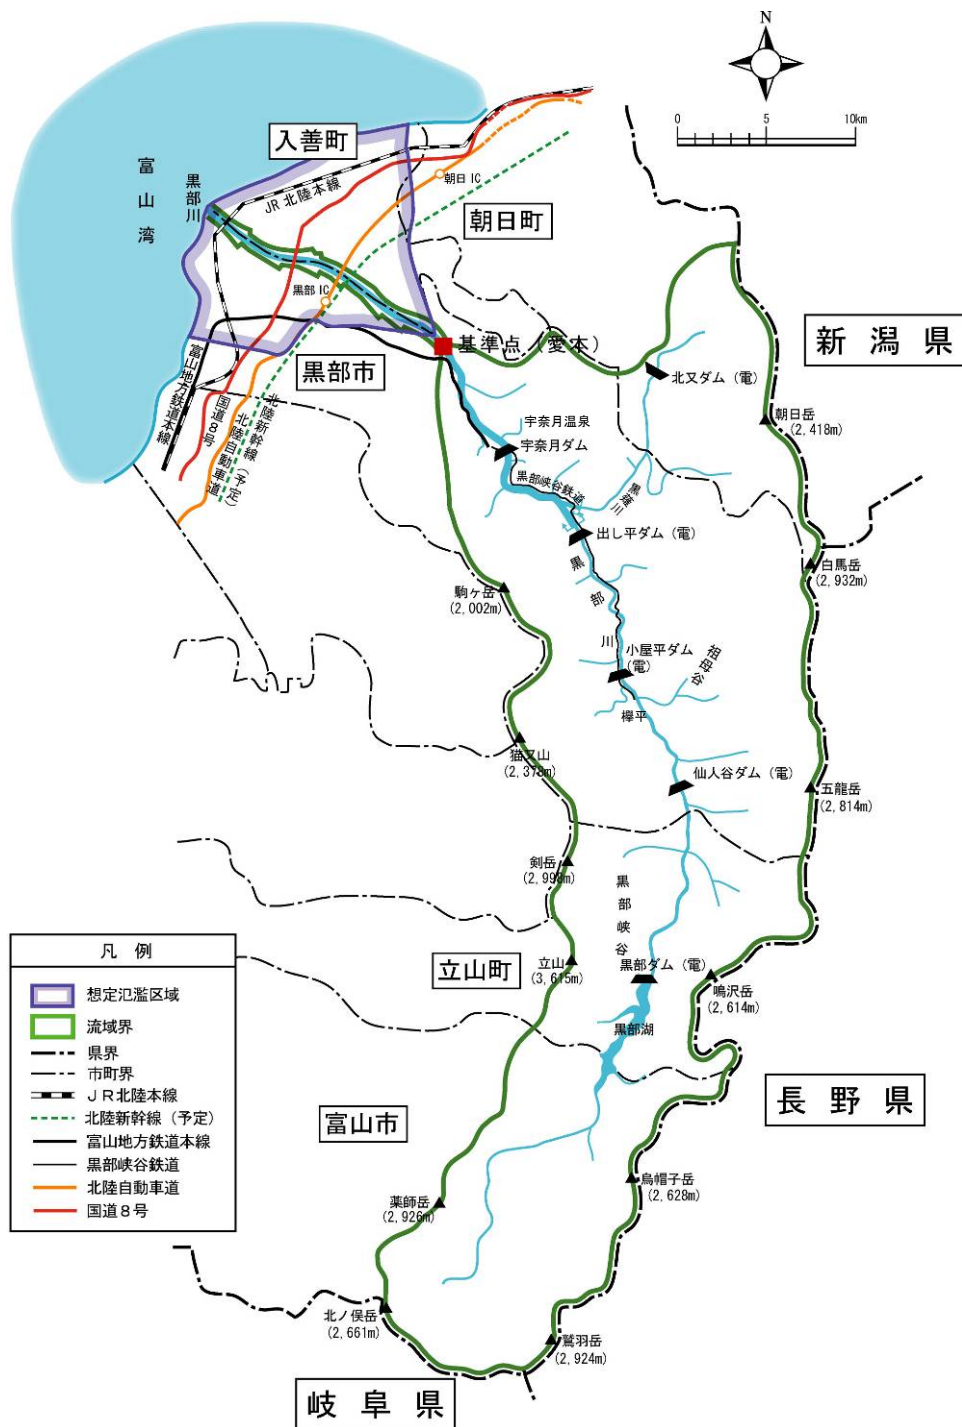 N
0 5 10km
入善町
富山湾
黒部川
JR 北陸本線
朝日 IC
朝日町
黒部 IC
基準点（愛本）
黒部市
新潟県
北又ダム（電）
朝日岳
(2,418m)
富山地方鉄道本線
国道８号
北陸自動車道
北陸新幹線（予定）
宇奈月温泉
宇奈月ダム
黒部峡谷鉄道
黒薙川
出し平ダム（電）
白馬岳
(2,932m)
駒ヶ岳
(2,002m)
黒部川
小屋平ダム
(電)
祖母谷
欅平
猫又山
(2,378m)
仙人谷ダム（電）
五龍岳
(2,814m)
剣岳
(2,998m)
黒部峡谷
立山町
立山
(3,615m)
黒部ダム（電）
鳴沢岳
(2,614m)
黒部湖
長野県
富山市
烏帽子岳
(2,628m)
薬師岳
(2,926m)
北ノ俣岳
(2,661m)
鷲羽岳
(2,924m)
岐阜県
凡例
想定氾濫区域
流域界
県界
市町界
ＪＲ北陸本線
北陸新幹線（予定）
富山地方鉄道本線
黒部峡谷鉄道
北陸自動車道
国道８号